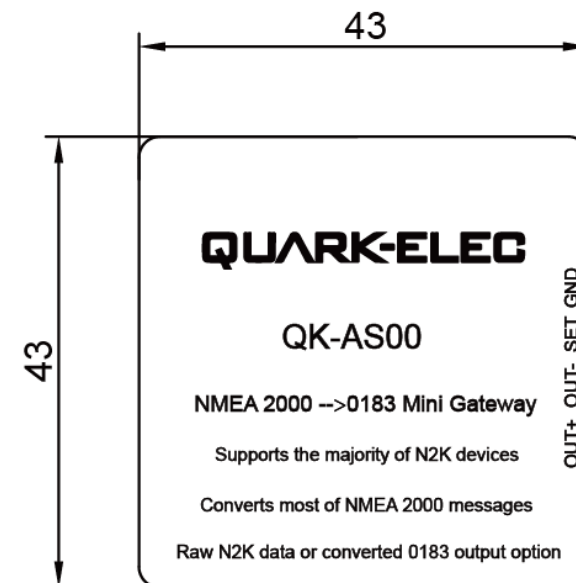 43
43
QUARK-ELEC
QK-AS00
NMEA 2000 -->0183 Mini Gateway
Supports the majority of N2K devices
Converts most of NMEA 2000 messages
Raw N2K data or converted 0183 output option
OUT+ OUT- SET GND